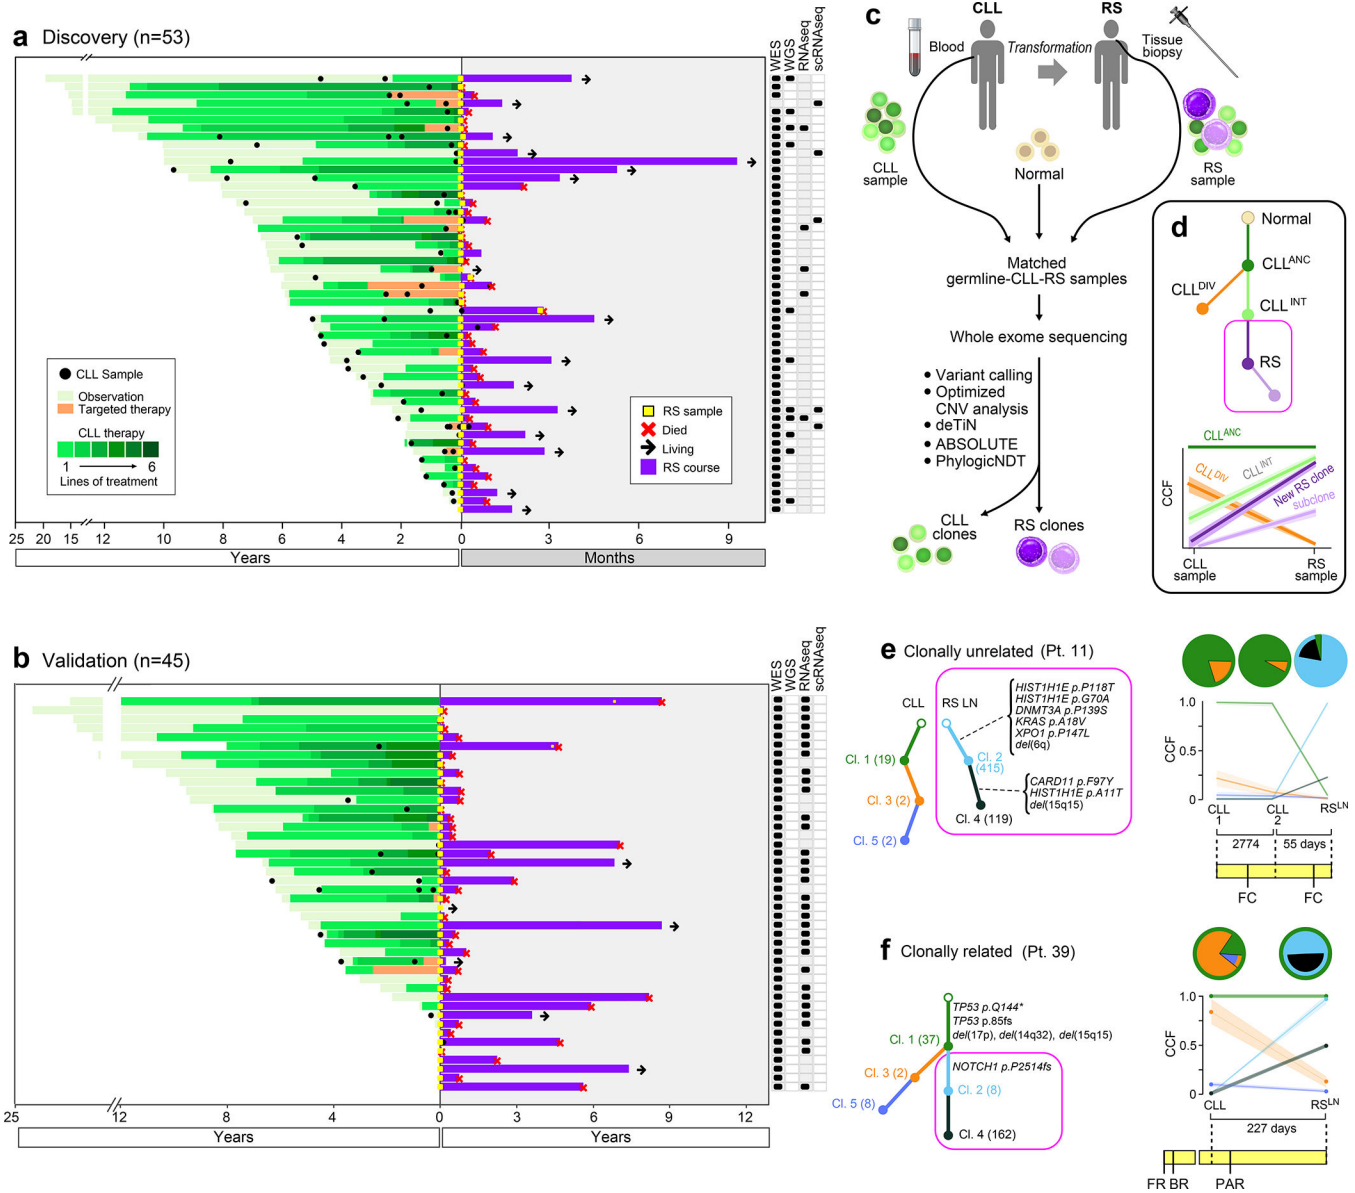 a Discovery (n=53)
WES
WGS
RNAseq
scRNAseq
CLL Sample
Observation
Targeted therapy
CLL therapy
1 6
Lines of treatment
RS sample
Died
Living
RS course
25 20 15 12 10 8 6 4 2 0 3 6 9
Years Months
b Validation (n=45)
WES
WGS
RNAseq
scRNAseq
25 12 8 4 0 3 6 9 12
Years Years
c
CLL RS
Blood
Transformation
Tissue
biopsy
CLL
sample
Normal
RS
sample
Matched
germline-CLL-RS samples
Whole exome sequencing
• Variant calling
• Optimized
CNV analysis
• deTiN
• ABSOLUTE
• PhylogicNDT
CLL
clones
RS clones
d
Normal
CLL^ANC
CLL^DIV
CLL^INT
RS
CLL^ANC
CLL^DIV
CLL^INT
New RS clone
subclone
CCF
CLL
sample
RS
sample
e Clonally unrelated (Pt. 11)
CLL
RS LN
Cl. 1 (19)
Cl. 3 (2)
Cl. 5 (2)
Cl. 2
(415)
Cl. 4 (119)
HIST1H1E p.P118T
HIST1H1E p.G70A
DNMT3A p.P139S
KRAS p.A18V
XPO1 p.P147L
del(6q)
CARD11 p.F97Y
HIST1H1E p.A11T
del(15q15)
1.0
0.5
0
CCF
CLL
1
CLL
2
RS^LN
2774 55 days
FC FC
f Clonally related (Pt. 39)
TP53 p.Q144*
TP53 p.85fs
del(17p), del(14q32), del(15q15)
Cl. 1 (37)
NOTCH1 p.P2514fs
Cl. 3 (2)
Cl. 2 (8)
Cl. 5 (8)
Cl. 4 (162)
1.0
0.5
0
CCF
CLL RS^LN
227 days
FR BR PAR